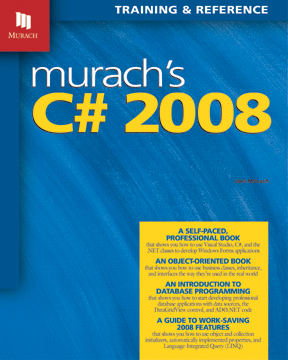 TRAINING & REFERENCE
MURACH
murach's
C# 2008
A SELF-PACED,
PROFESSIONAL BOOK
that shows you how to use Visual Studio, C#, and the
.NET classes to develop Windows Forms applications
AN OBJECT-ORIENTED BOOK
that shows you how to use business classes, inheritance,
and interfaces the way they're used in the real world
AN INTRODUCTION TO
DATABASE PROGRAMMING
that shows you how to start developing professional
database applications with data sources, the
DataGridView control, and ADO.NET code
A GUIDE TO WORK-SAVING
2008 FEATURES
that shows you how to use object and collection
initializers, automatically implemented properties, and
Language-Integrated Query (LINQ)